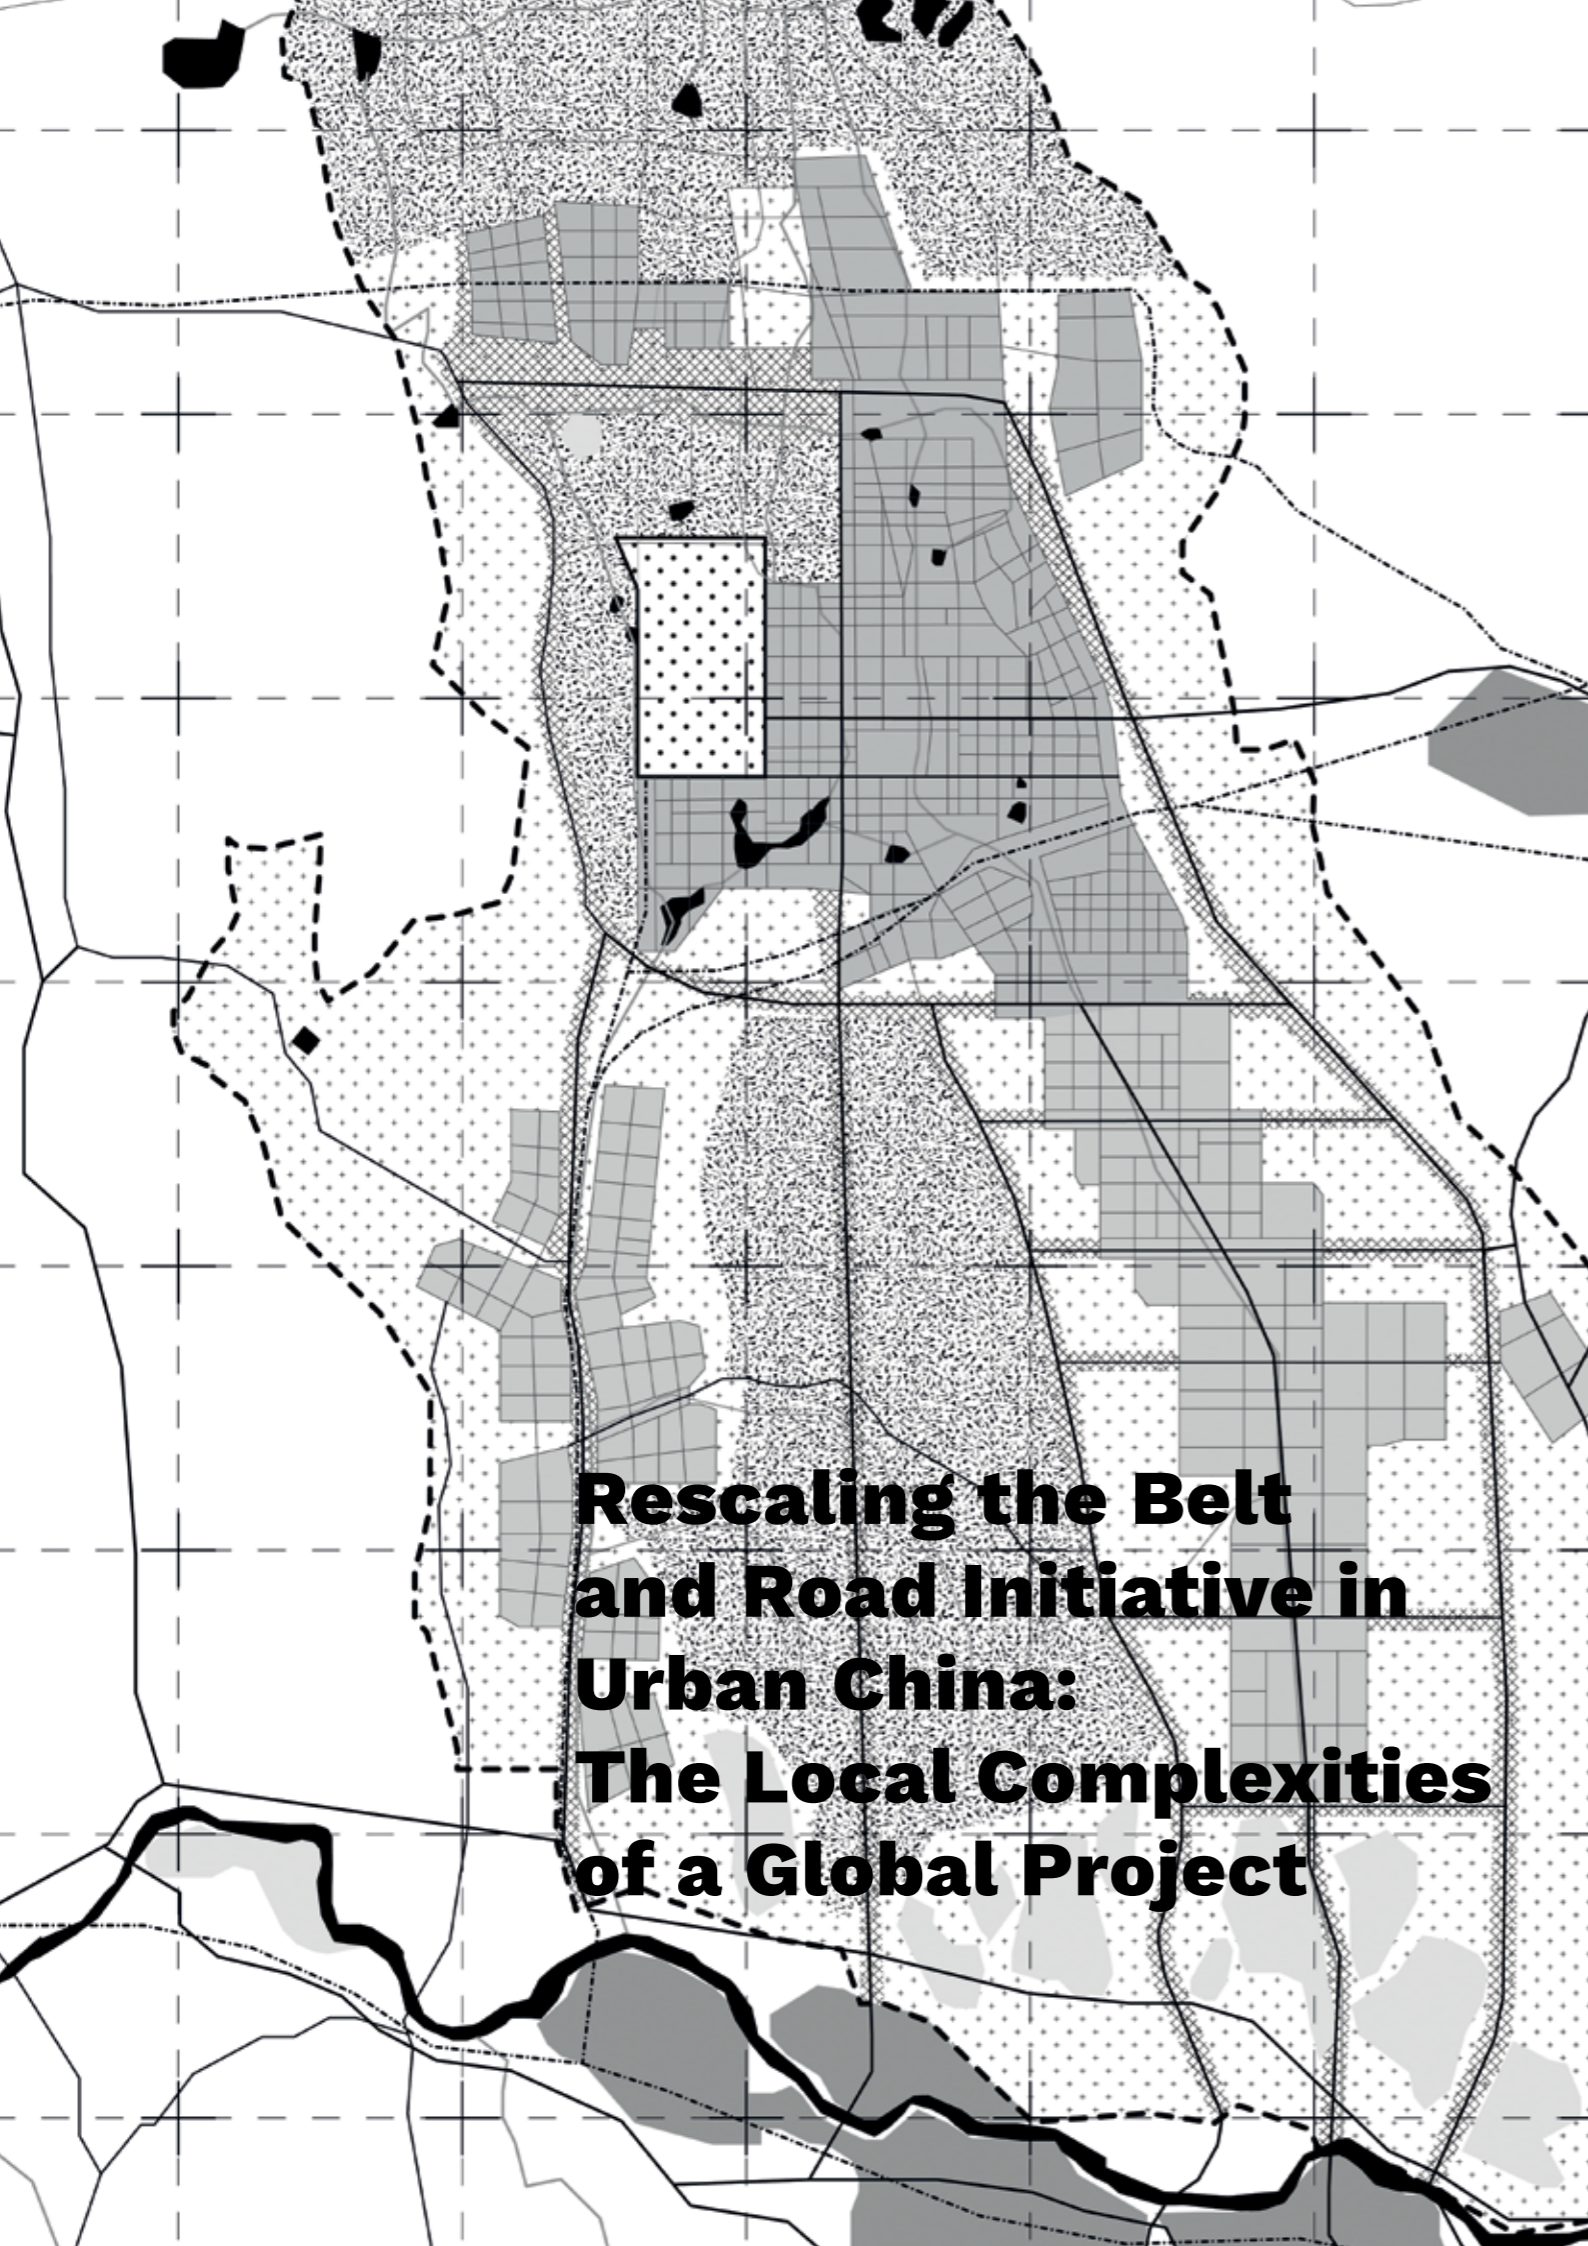 Rescaling the Belt
and Road Initiative in
Urban China:
The Local Complexities
of a Global Project